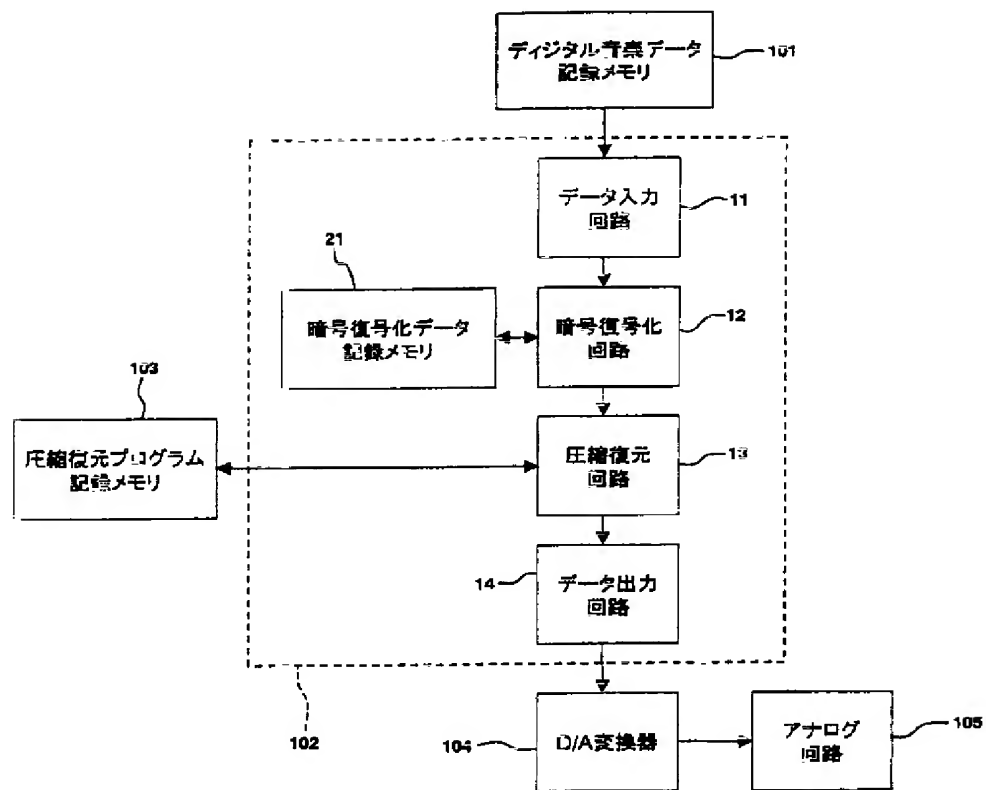 ディジタル音楽データ
記録メモリ
101
データ入力
回路
11
21
暗号復号化データ
記録メモリ
暗号復号化
回路
12
103
圧縮復元プログラム
記録メモリ
圧縮復元
回路
13
14
データ出力
回路
102
104
D/A変換器
アナログ
回路
105